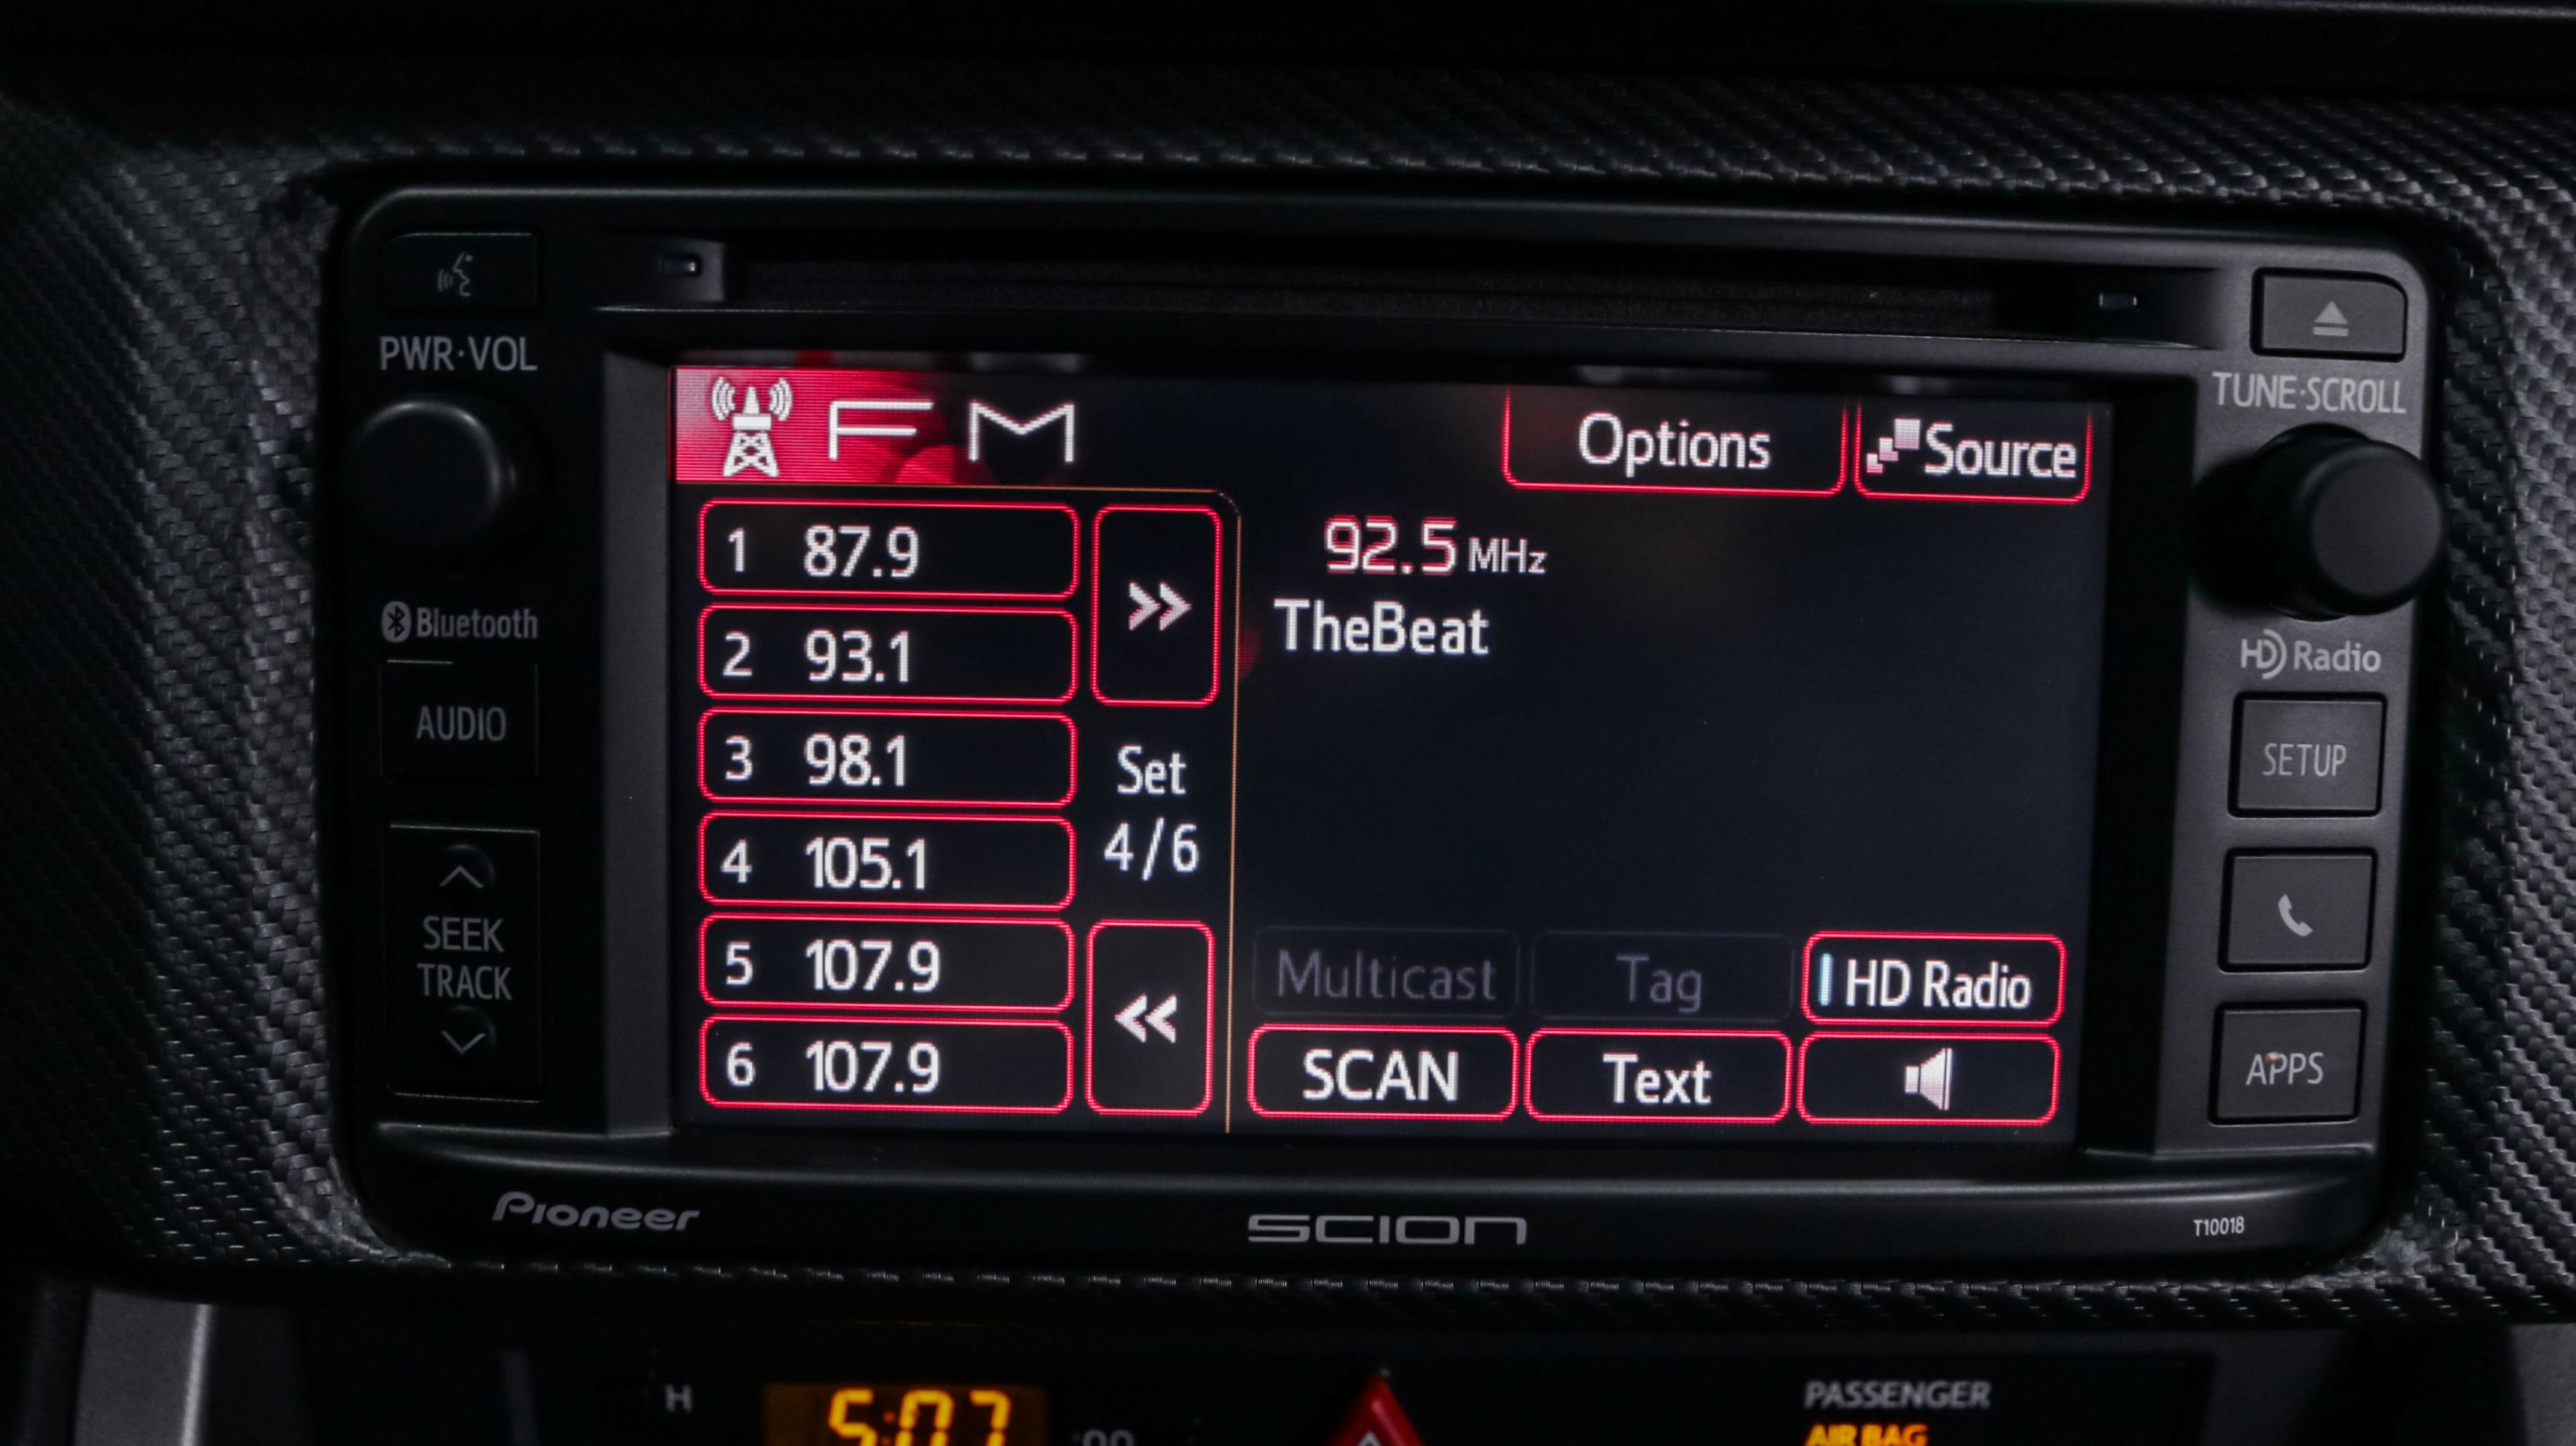 PWR·VOL
Bluetooth
AUDIO
SEEK
TRACK
FM
Options
Source
1 87.9
2 93.1
3 98.1
4 105.1
5 107.9
6 107.9
>>
Set
4/6
<<
92.5 MHz
TheBeat
Multicast
Tag
HD Radio
SCAN
Text
TUNE·SCROLL
HD Radio
SETUP
APPS
Pioneer
SCION
T10018
H
5:07
:00
PASSENGER
AIR BAG